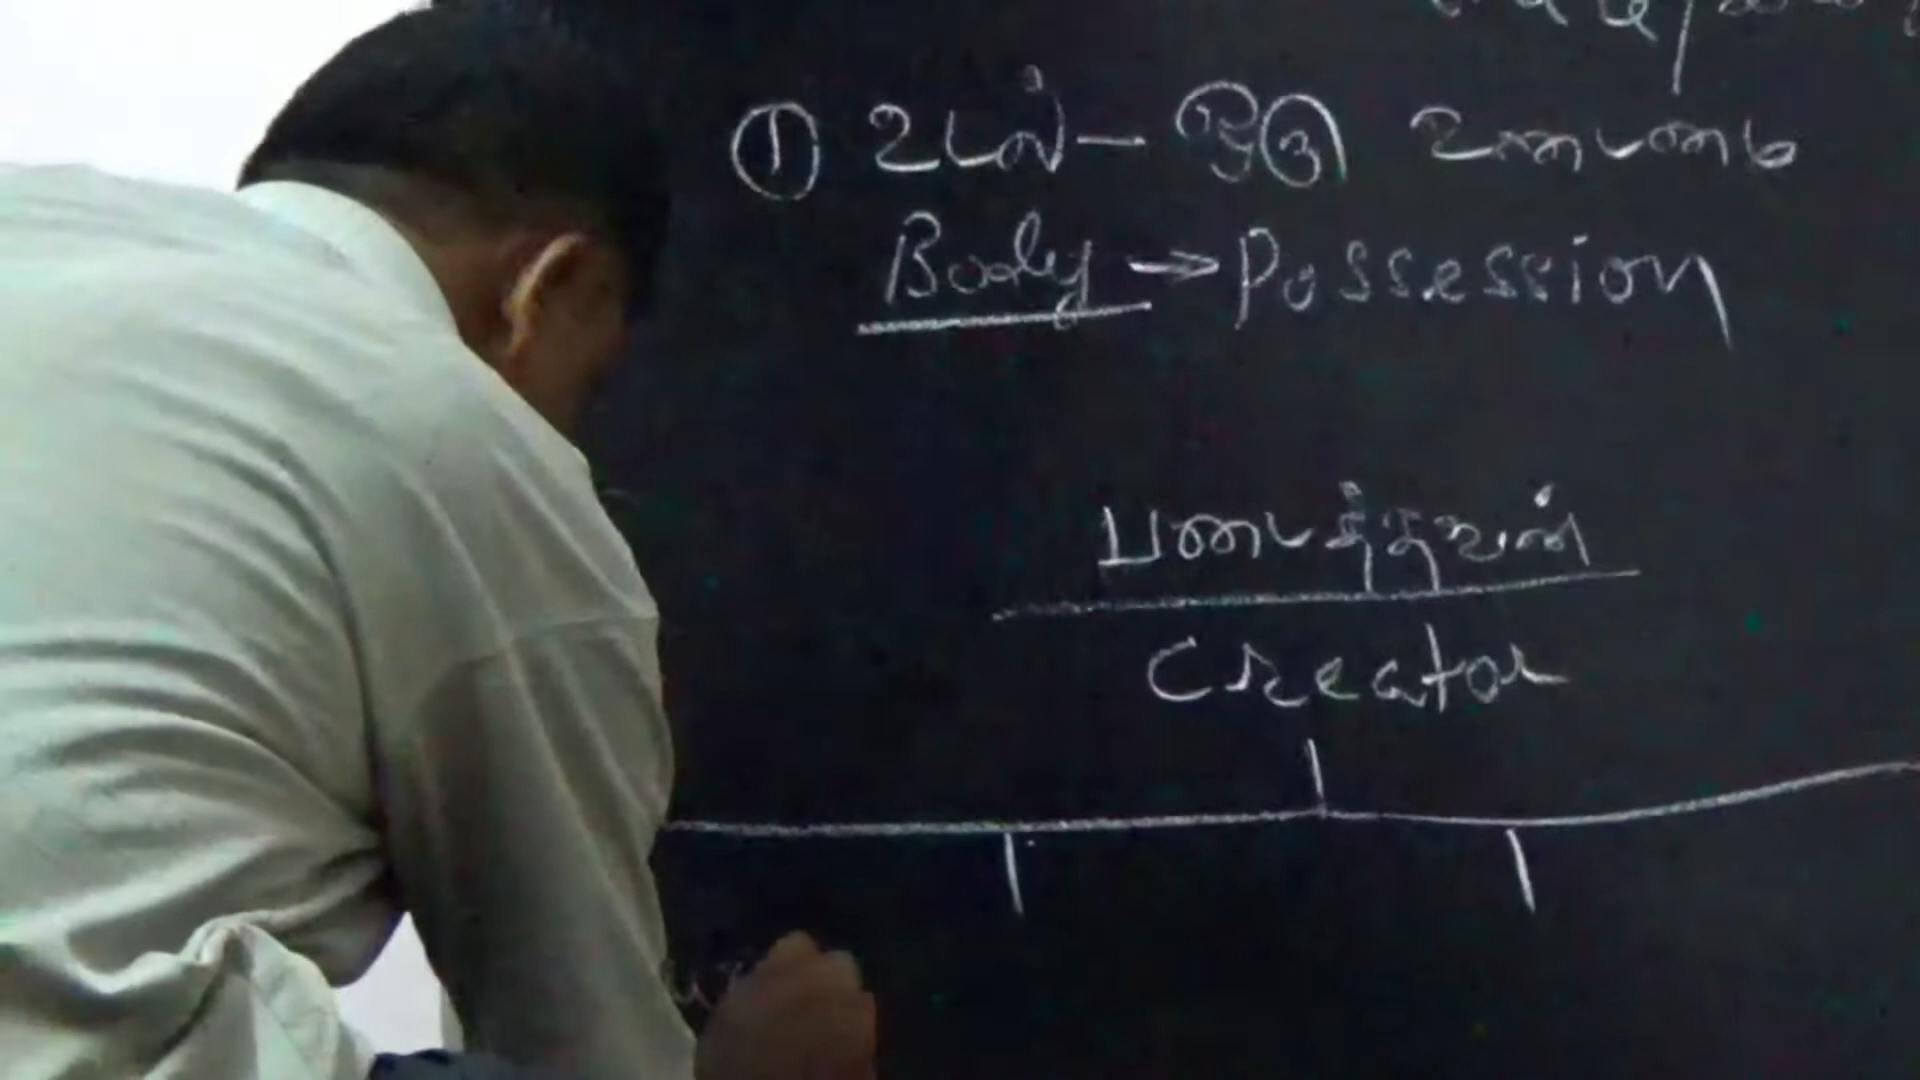 ① உடல் - ஒரு உடைமை
Body → Possession
படைத்தவன்
Creator